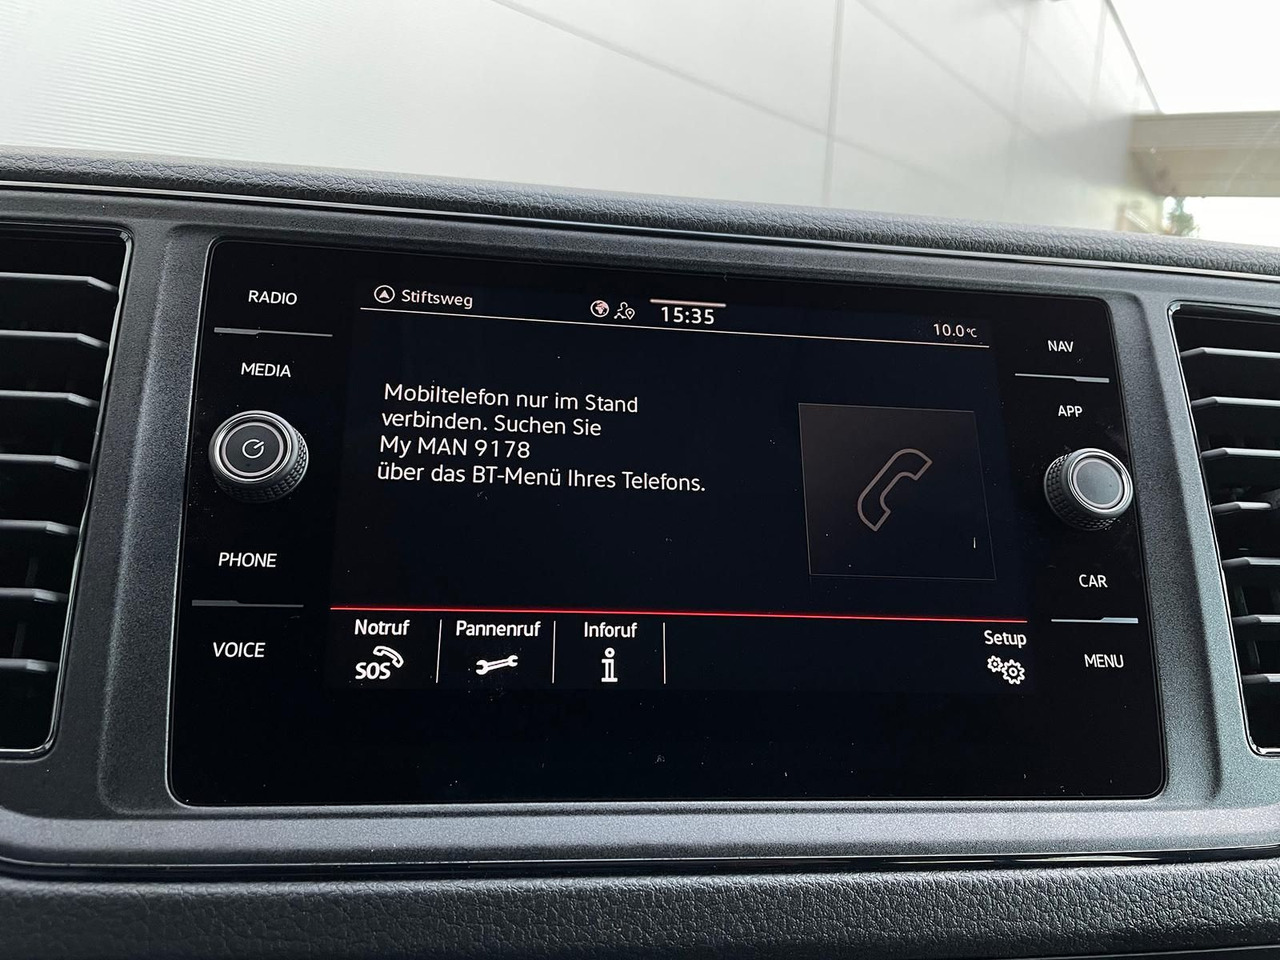 RADIO
MEDIA
PHONE
VOICE
Stiftsweg
15:35
10.0°C
Mobiltelefon nur im Stand
verbinden. Suchen Sie
My MAN 9178
über das BT-Menü Ihres Telefons.
Notruf
SOS
Pannenruf
Inforuf
i
Setup
NAV
APP
CAR
MENU